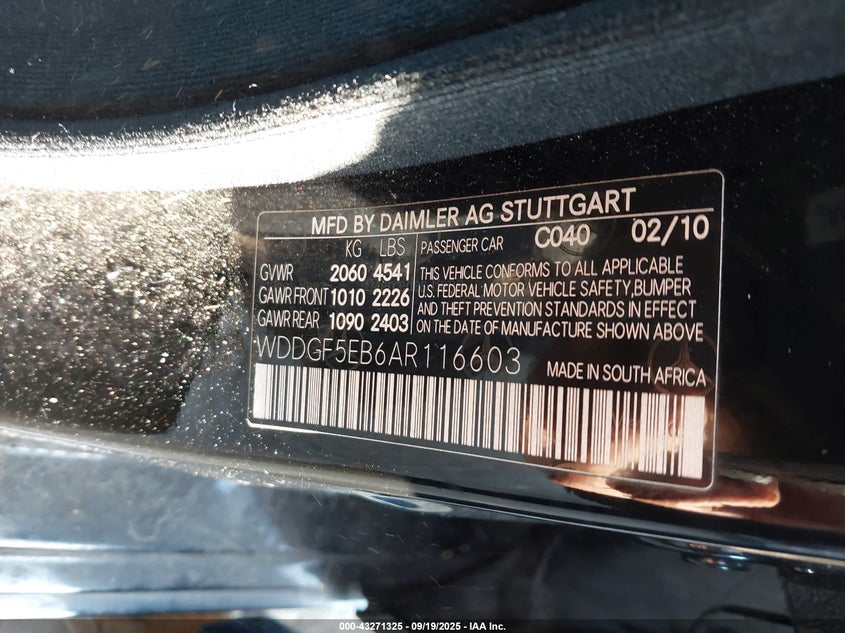 MFD BY DAIMLER AG STUTTGART
KG LBS PASSENGER CAR C040 02/10
GVWR 2060 4541 THIS VEHICLE CONFORMS TO ALL APPLICABLE
GAWR FRONT 1010 2226 U.S. FEDERAL MOTOR VEHICLE SAFETY,BUMPER
GAWR REAR 1090 2403 AND THEFT PREVENTION STANDARDS IN EFFECT
ON THE DATE OF MANUFACTURE SHOWN ABOVE
WDDGF5EB6AR116603 MADE IN SOUTH AFRICA
000-43271325 - 09/19/2025 - IAA Inc.